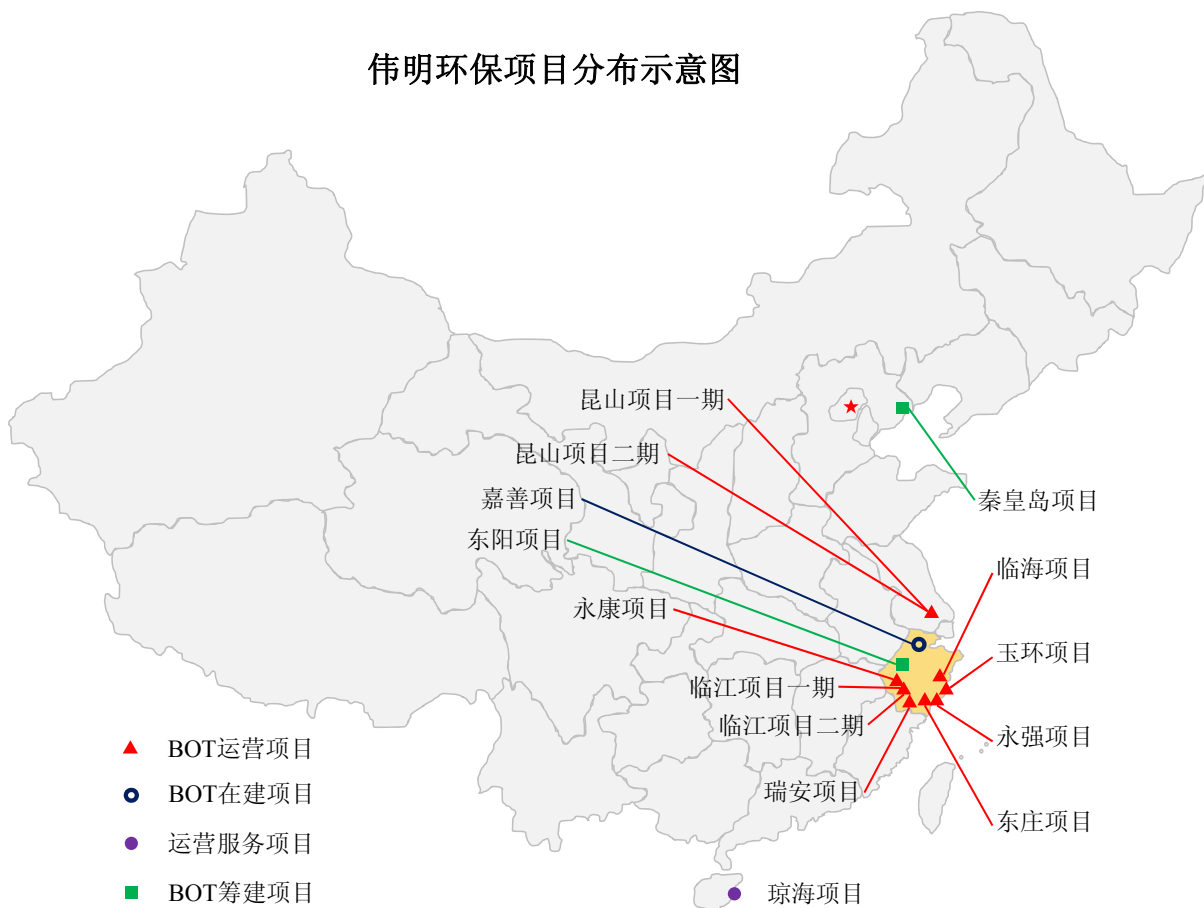 伟明环保项目分布示意图
昆山项目一期
昆山项目二期
嘉善项目
秦皇岛项目
东阳项目
临海项目
永康项目
玉环项目
临江项目一期
临江项目二期
永强项目
BOT运营项目
BOT在建项目
瑞安项目
东庄项目
运营服务项目
BOT筹建项目
琼海项目